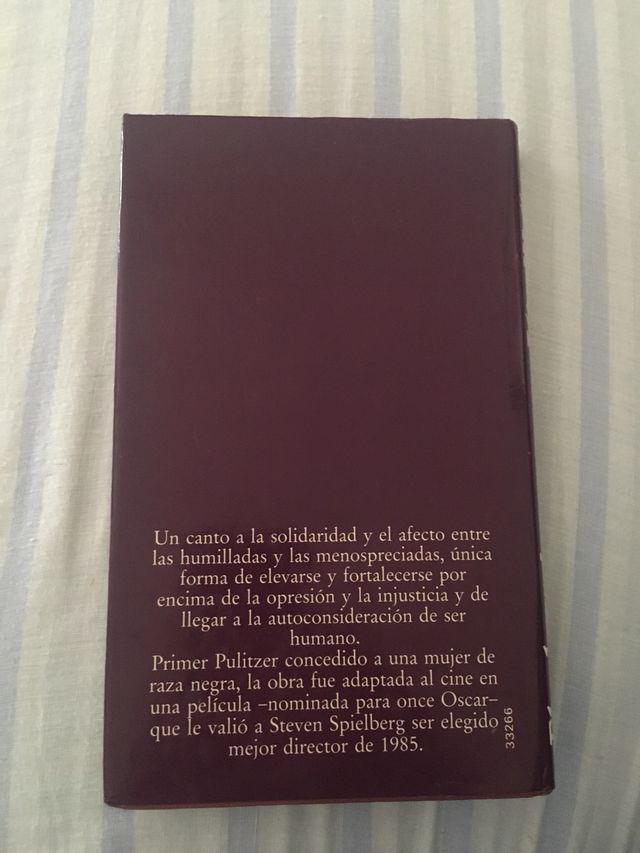 Un canto a la solidaridad y el afecto entre
las humilladas y las menospreciadas, única
forma de elevarse y fortalecerse por
encima de la opresión y la injusticia y de
llegar a la autoconsideración de ser
humano.
Primer Pulitzer concedido a una mujer de
raza negra, la obra fue adaptada al cine en
una película –nominada para once Oscar–
que le valió a Steven Spielberg ser elegido
mejor director de 1985.
33266